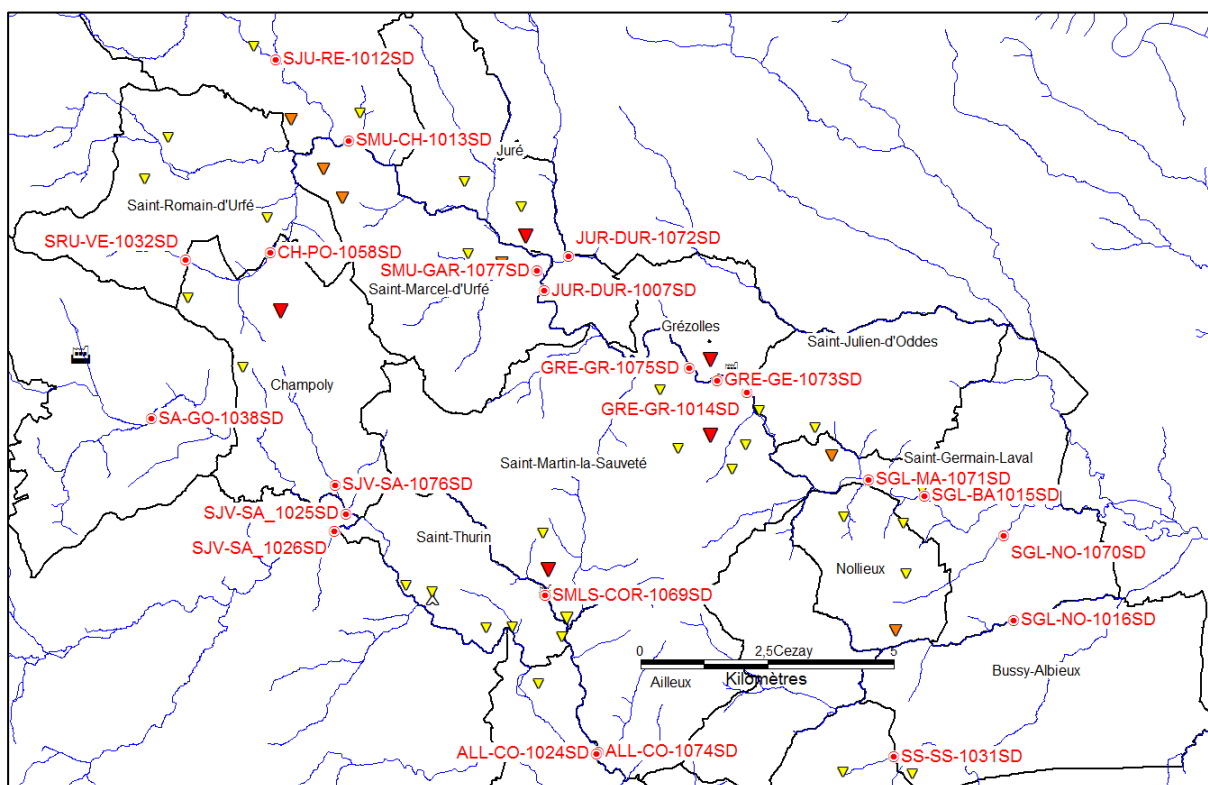 SJU-RE-1012SD
SMU-CH-1013SD
Juré
Saint-Romain-d'Urfé
SRU-VE-1032SD
CH-PO-1058SD
JUR-DUR-1072SD
SMU-GAR-1077SD
Saint-Marcel-d'Urfé
JUR-DUR-1007SD
Grézolles
Saint-Julien-d'Oddes
GRE-GR-1075SD
GRE-GE-1073SD
Champoly
GRE-GR-1014SD
SA-GO-1038SD
Saint-Martin-la-Sauveté
Saint-Germain-Laval
SJV-SA-1076SD
SGL-MA-1071SD
SGL-BA1015SD
SJV-SA_1025SD
Saint-Thurin
SJV-SA_1026SD
SGL-NO-1070SD
Nollieux
SMLS-COR-1069SD
SGL-NO-1016SD
0 2,5 5
Cezay
Kilomètres
Ailleux
Bussy-Albieux
ALL-CO-1024SD
ALL-CO-1074SD
SS-SS-1031SD